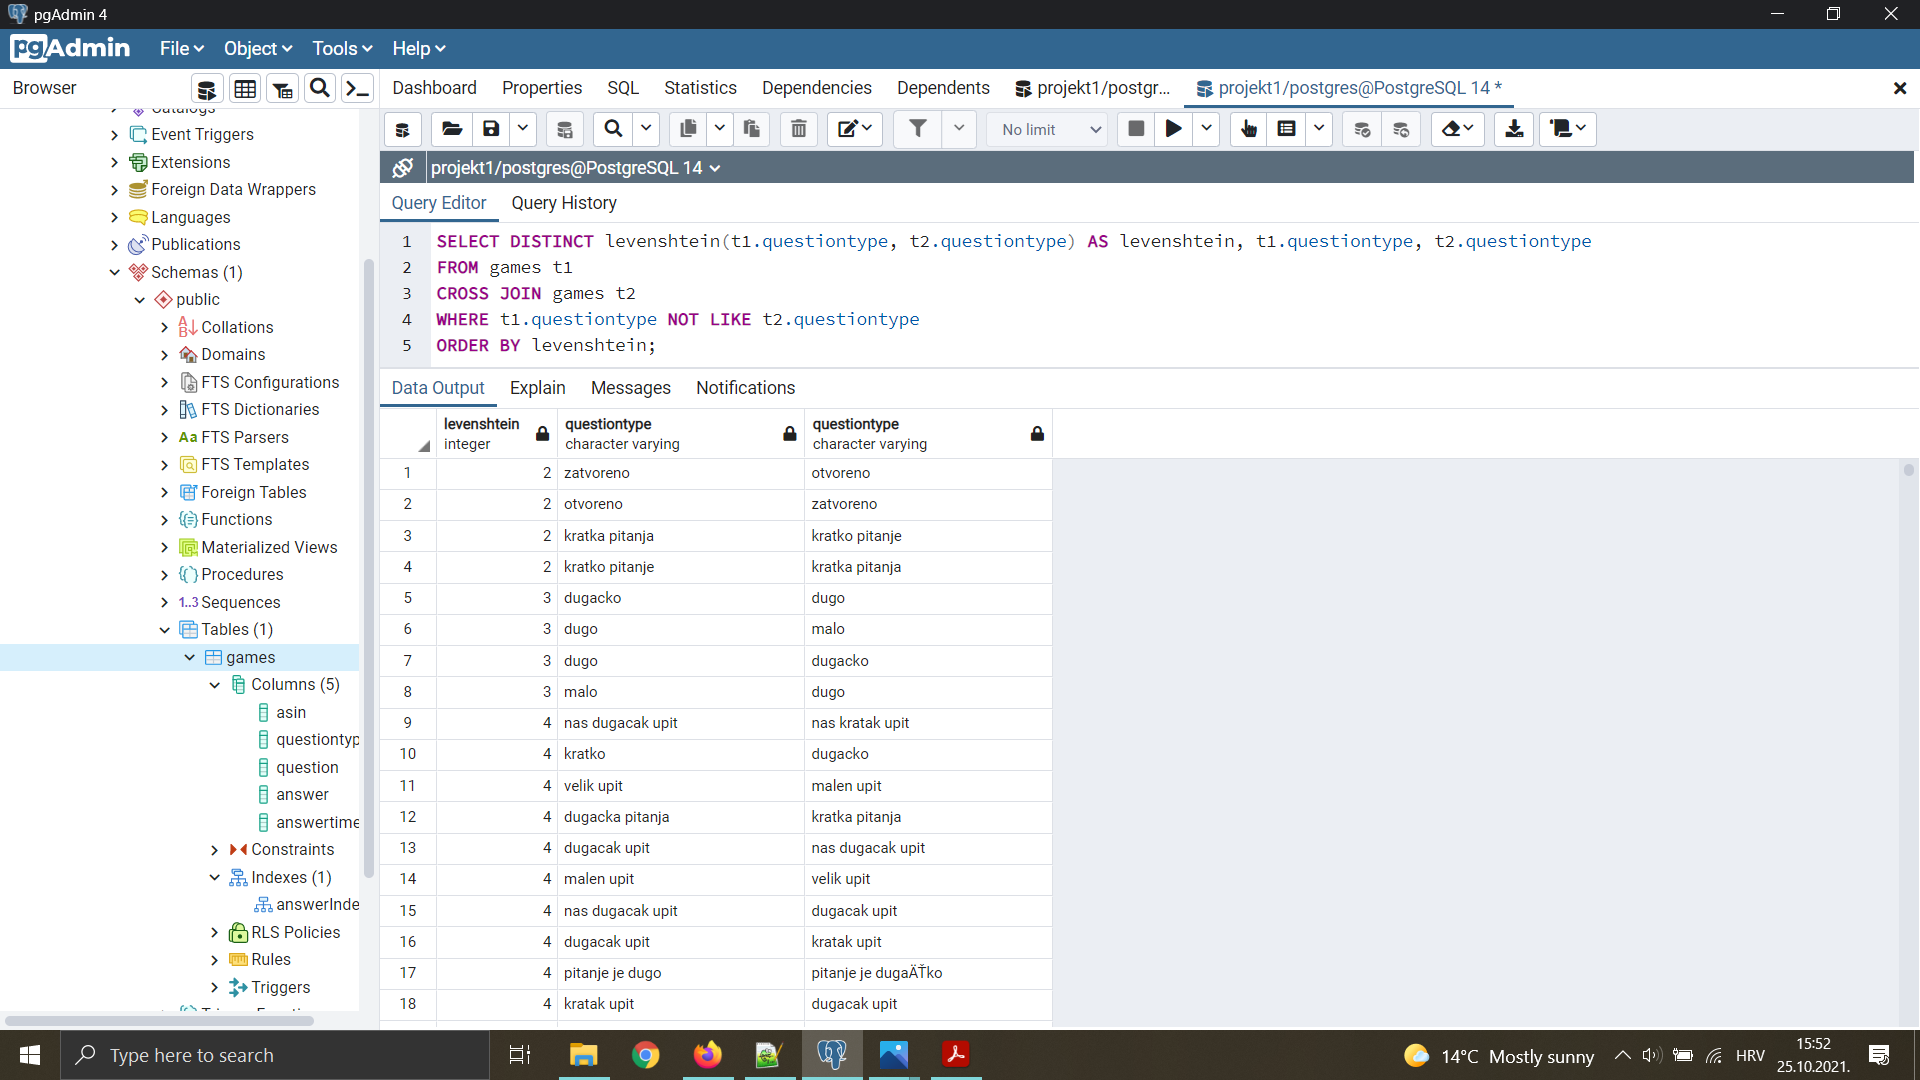 pgAdmin 4
pgAdmin File Object Tools Help
Browser
Dashboard Properties SQL Statistics Dependencies Dependents projekt1/postgr... projekt1/postgres@PostgreSQL 14 *
No limit
projekt1/postgres@PostgreSQL 14
Query Editor Query History
Catalogs
Event Triggers
Extensions
Foreign Data Wrappers
Languages
Publications
Schemas (1)
public
Collations
Domains
FTS Configurations
FTS Dictionaries
Aa FTS Parsers
FTS Templates
Foreign Tables
Functions
Materialized Views
Procedures
1..3 Sequences
Tables (1)
games
Columns (5)
asin
questiontyp
question
answer
answertime
Constraints
Indexes (1)
answerInde
RLS Policies
Rules
Triggers
1 SELECT DISTINCT levenshtein(t1.questiontype, t2.questiontype) AS levenshtein, t1.questiontype, t2.questiontype
2 FROM games t1
3 CROSS JOIN games t2
4 WHERE t1.questiontype NOT LIKE t2.questiontype
5 ORDER BY levenshtein;
Data Output Explain Messages Notifications
levenshtein questiontype questiontype
integer character varying character varying
1 2 zatvoreno otvoreno
2 2 otvoreno zatvoreno
3 2 kratka pitanja kratko pitanje
4 2 kratko pitanje kratka pitanja
5 3 dugacko dugo
6 3 dugo malo
7 3 dugo dugacko
8 3 malo dugo
9 4 nas dugacak upit nas kratak upit
10 4 kratko dugacko
11 4 velik upit malen upit
12 4 dugacka pitanja kratka pitanja
13 4 dugacak upit nas dugacak upit
14 4 malen upit velik upit
15 4 nas dugacak upit dugacak upit
16 4 dugacak upit kratak upit
17 4 pitanje je dugo pitanje je dugaÄŤko
18 4 kratak upit dugacak upit
Type here to search
14°C Mostly sunny
HRV
15:52
25.10.2021.